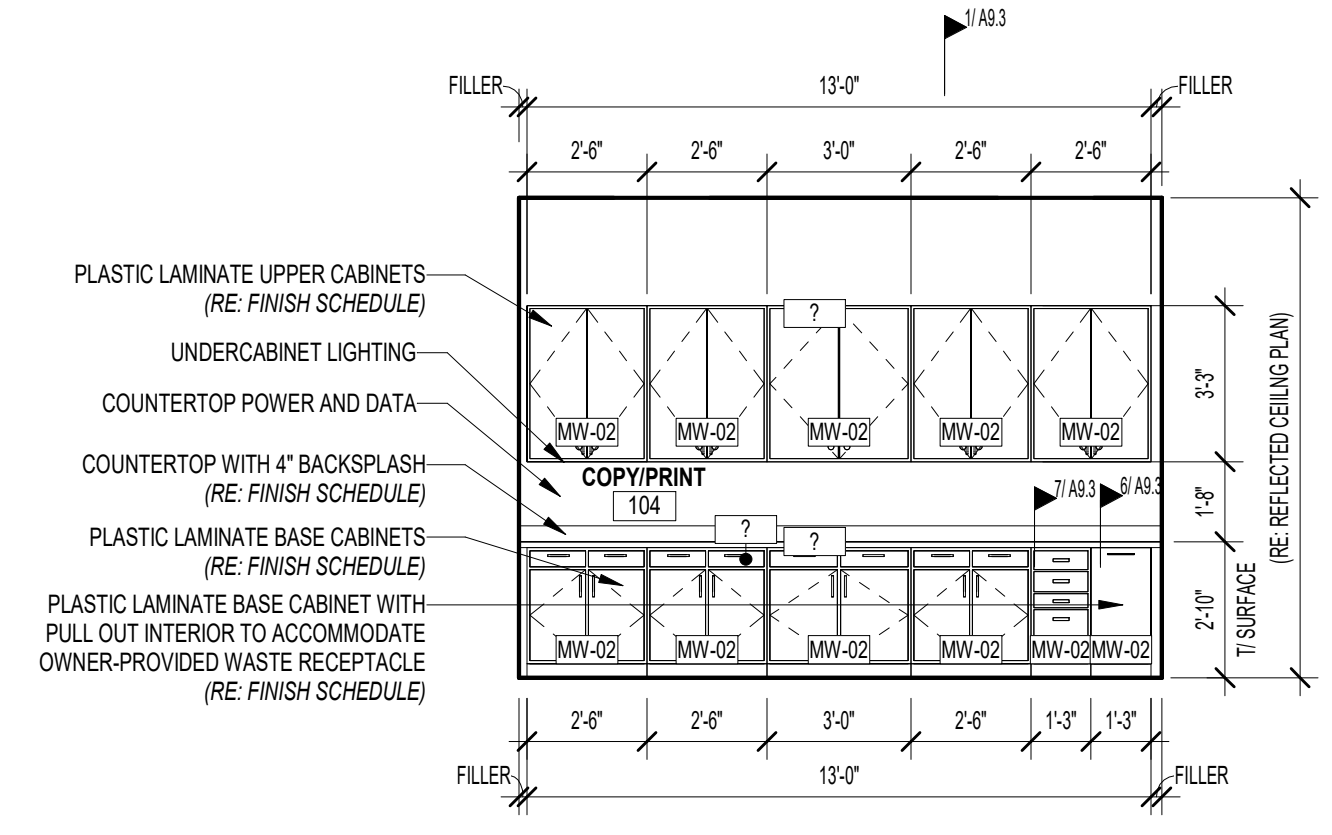 1/ A9.3
FILLER
13'-0"
FILLER
2'-6"
2'-6"
3'-0"
2'-6"
2'-6"
PLASTIC LAMINATE UPPER CABINETS
(RE: FINISH SCHEDULE)
UNDERCABINET LIGHTING
COUNTERTOP POWER AND DATA
COUNTERTOP WITH 4" BACKSPLASH
(RE: FINISH SCHEDULE)
PLASTIC LAMINATE BASE CABINETS
(RE: FINISH SCHEDULE)
PLASTIC LAMINATE BASE CABINET WITH
PULL OUT INTERIOR TO ACCOMMODATE
OWNER-PROVIDED WASTE RECEPTACLE
(RE: FINISH SCHEDULE)
?
MW-02
MW-02
MW-02
MW-02
MW-02
COPY/PRINT
104
7/ A9.3
6/ A9.3
?
?
MW-02
MW-02
MW-02
MW-02
MW-02
MW-02
3'-3"
1'-8"
2'-10"
T/ SURFACE
(RE: REFLECTED CEIILNG PLAN)
2'-6"
2'-6"
3'-0"
2'-6"
1'-3"
1'-3"
FILLER
13'-0"
FILLER